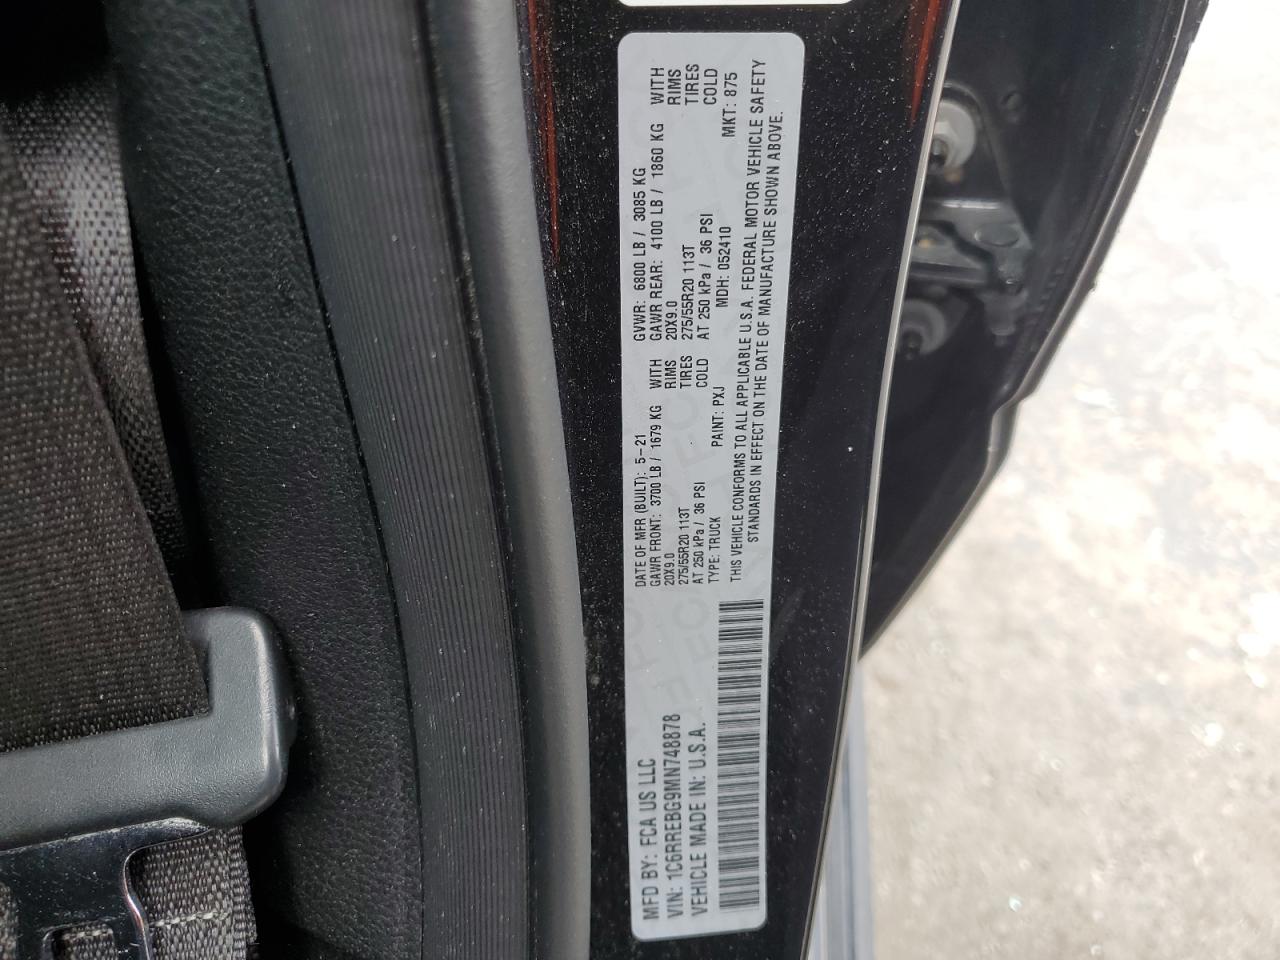 MFD BY: FCA US LLC
VIN: 1C6RREBG9MN748878
VEHICLE MADE IN: U.S.A.
DATE OF MFR (BUILT): 5-21
GVWR: 6800 LB / 3085 KG
GAWR FRONT: 3700 LB / 1679 KG WITH
20X9.0 RIMS
275/55R20 113T TIRES
AT 250 kPa / 36 PSI COLD
GAWR REAR: 4100 LB / 1860 KG WITH
20X9.0 RIMS
275/55R20 113T TIRES
AT 250 kPa / 36 PSI COLD
TYPE: TRUCK PAINT: PXJ MDH: 052410 MKT: 875
THIS VEHICLE CONFORMS TO ALL APPLICABLE U.S.A. FEDERAL MOTOR VEHICLE SAFETY
STANDARDS IN EFFECT ON THE DATE OF MANUFACTURE SHOWN ABOVE.